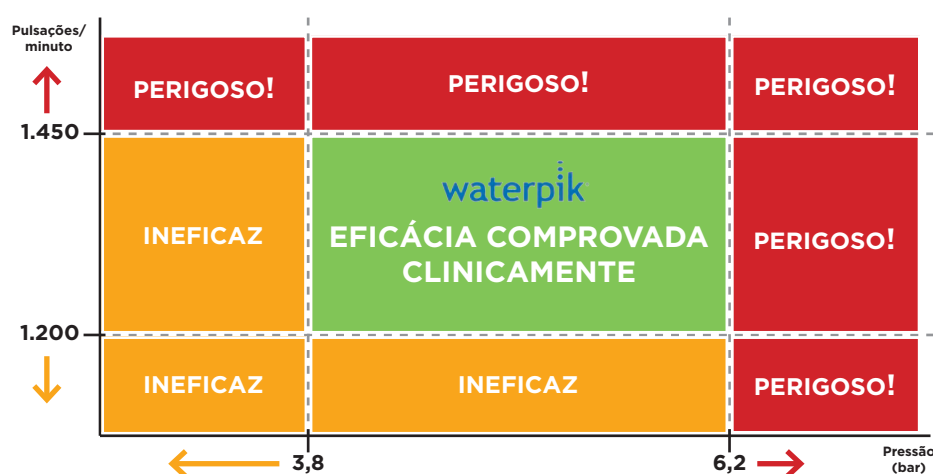 Pulsações/
minuto
PERIGOSO!
PERIGOSO!
PERIGOSO!
1.450
waterpik
INEFICAZ
EFICÁCIA COMPROVADA
CLINICAMENTE
PERIGOSO!
1.200
INEFICAZ
INEFICAZ
PERIGOSO!
3,8
6,2
Pressão
(bar)